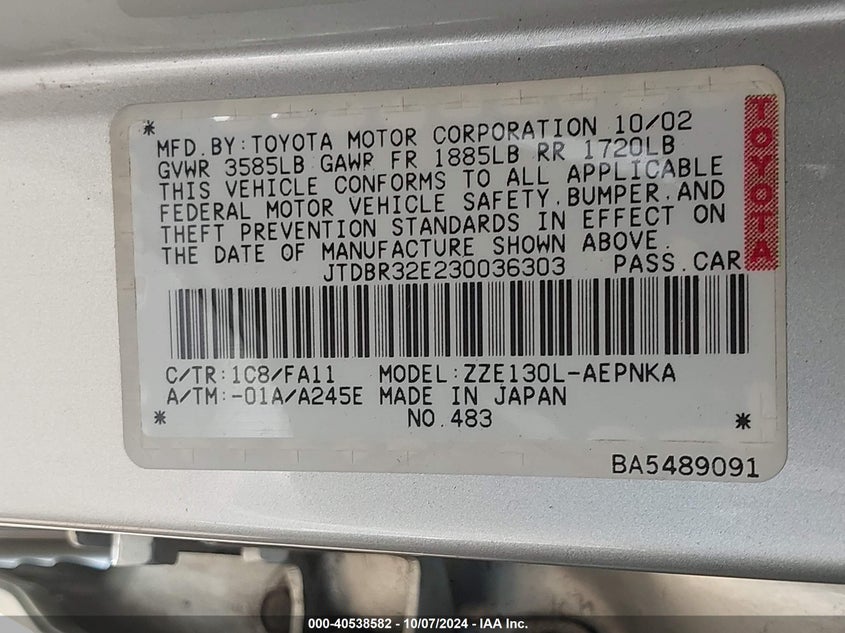 *
MFD.BY:TOYOTA MOTOR CORPORATION 10/02
GVWR 3585LB GAWR FR 1885LB RR 1720LB
THIS VEHICLE CONFORMS TO ALL APPLICABLE
FEDERAL MOTOR VEHICLE SAFETY,BUMPER,AND
THEFT PREVENTION STANDARDS IN EFFECT ON
THE DATE OF MANUFACTURE SHOWN ABOVE.
JTDBR32E230036303 PASS.CAR
TOYOTA
C/TR:1C8/FA11 MODEL:ZZE130L-AEPNKA
A/TM:-01A/A245E MADE IN JAPAN
* NO.483 *
BA5489091
000-40538582 - 10/07/2024 - IAA Inc.